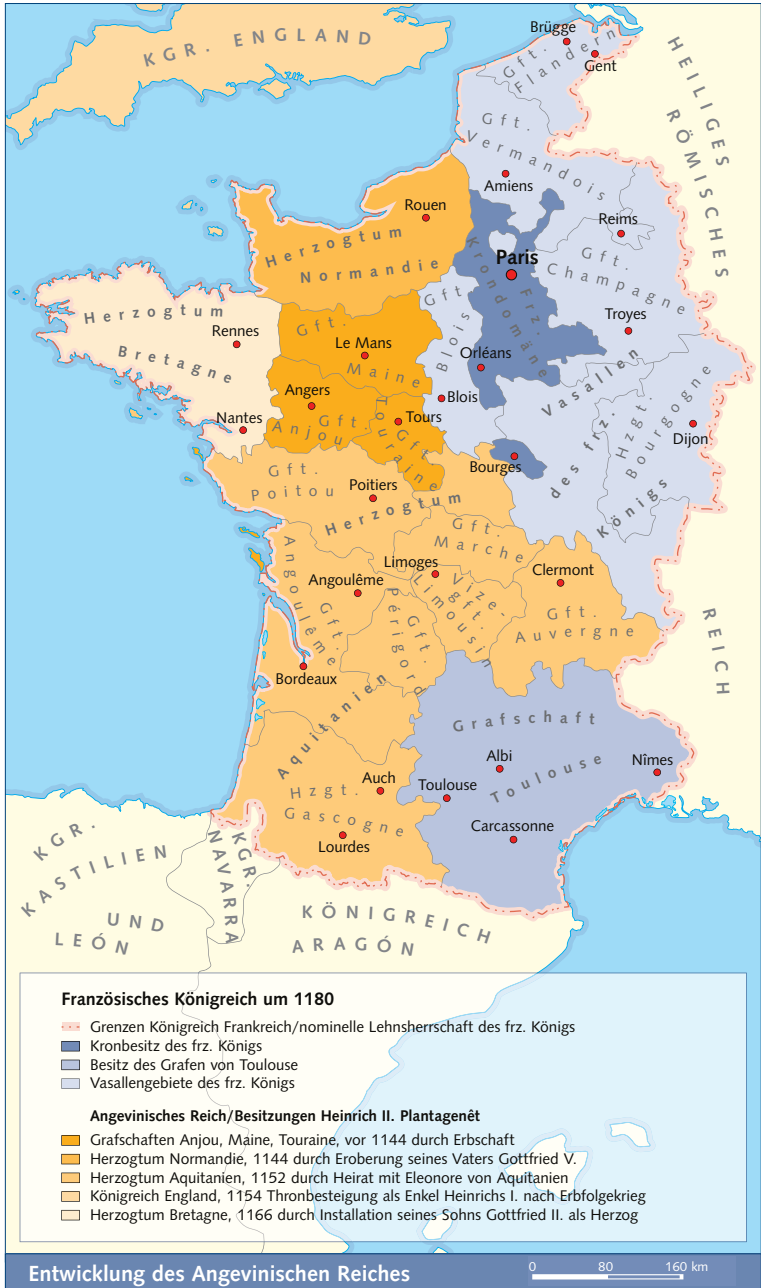 KGR. ENGLAND
Brügge
Gft. Flandern
Gent
HEILIGES
RÖMISCHES
Gft.
Vermandois
Amiens
Rouen
Reims
Herzogtum
Normandie
Krondomäne
Frz.
Paris
Gft.
Champagne
Troyes
Herzogtum
Bretagne
Rennes
Gft.
Maine
Le Mans
Gft.
Blois
Orléans
Blois
Vasallen
des frz.
Königs
Hzgt.
Bourgogne
Dijon
Angers
Gft.
Anjou
Tours
Gft.
Touraine
Nantes
Bourges
Gft.
Poitou
Poitiers
Herzogtum
Gft.
Marche
Limoges
Clermont
Angoulême
Gft.
Angoulême
Gft.
Périgord
Vize-
gft.
Limousin
Gft.
Auvergne
REICH
Bordeaux
Aquitanien
Grafschaft
Toulouse
Albi
Nîmes
Auch
Toulouse
Hzgt.
Gascogne
Carcassonne
Lourdes
KGR.
KASTILIEN
UND
LEÓN
KGR.
NAVARRA
KÖNIGREICH
ARAGÓN
Französisches Königreich um 1180
Grenzen Königreich Frankreich/nominelle Lehnsherrschaft des frz. Königs
Kronbesitz des frz. Königs
Besitz des Grafen von Toulouse
Vasallengebiete des frz. Königs
Angevinisches Reich/Besitzungen Heinrich II. Plantagenêt
Grafschaften Anjou, Maine, Touraine, vor 1144 durch Erbschaft
Herzogtum Normandie, 1144 durch Eroberung seines Vaters Gottfried V.
Herzogtum Aquitanien, 1152 durch Heirat mit Eleonore von Aquitanien
Königreich England, 1154 Thronbesteigung als Enkel Heinrichs I. nach Erbfolgekrieg
Herzogtum Bretagne, 1166 durch Installation seines Sohns Gottfried II. als Herzog
Entwicklung des Angevinischen Reiches
0 80 160 km